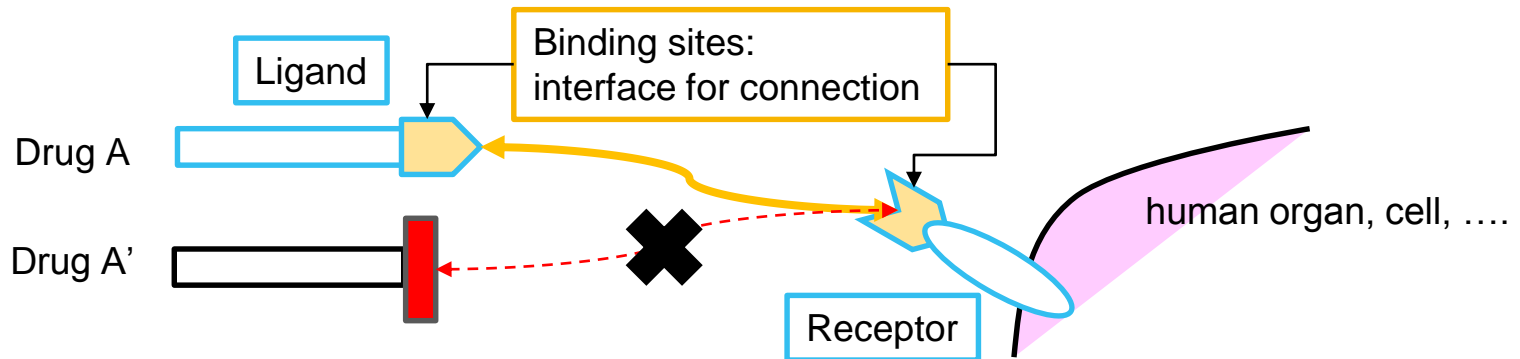 Ligand
Binding sites:
interface for connection
Drug A
human organ, cell, ….
Drug A’
Receptor